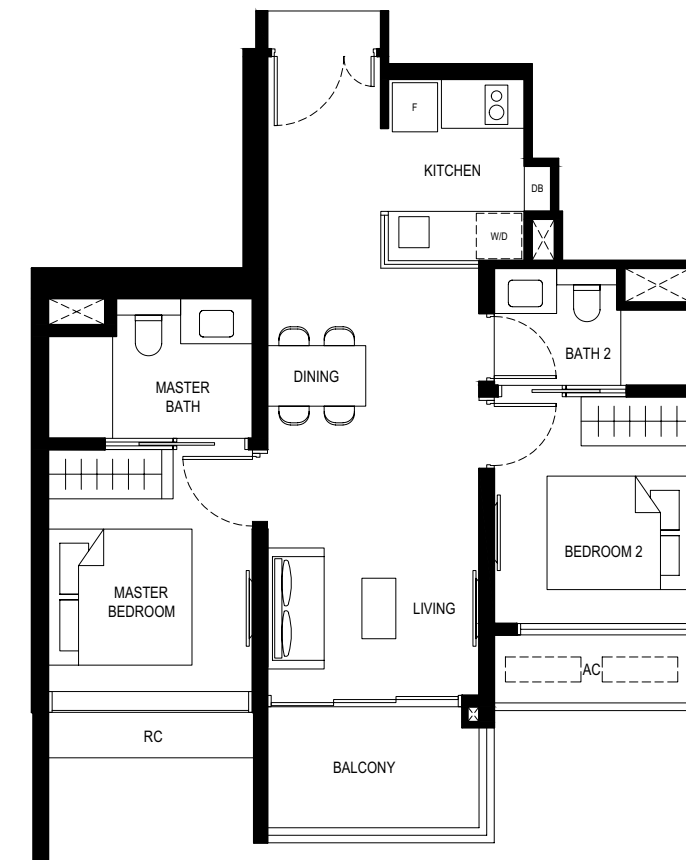 F
KITCHEN
DB
W/D
BATH 2
DINING
MASTER
BATH
BEDROOM 2
MASTER
BEDROOM
LIVING
AC
RC
BALCONY